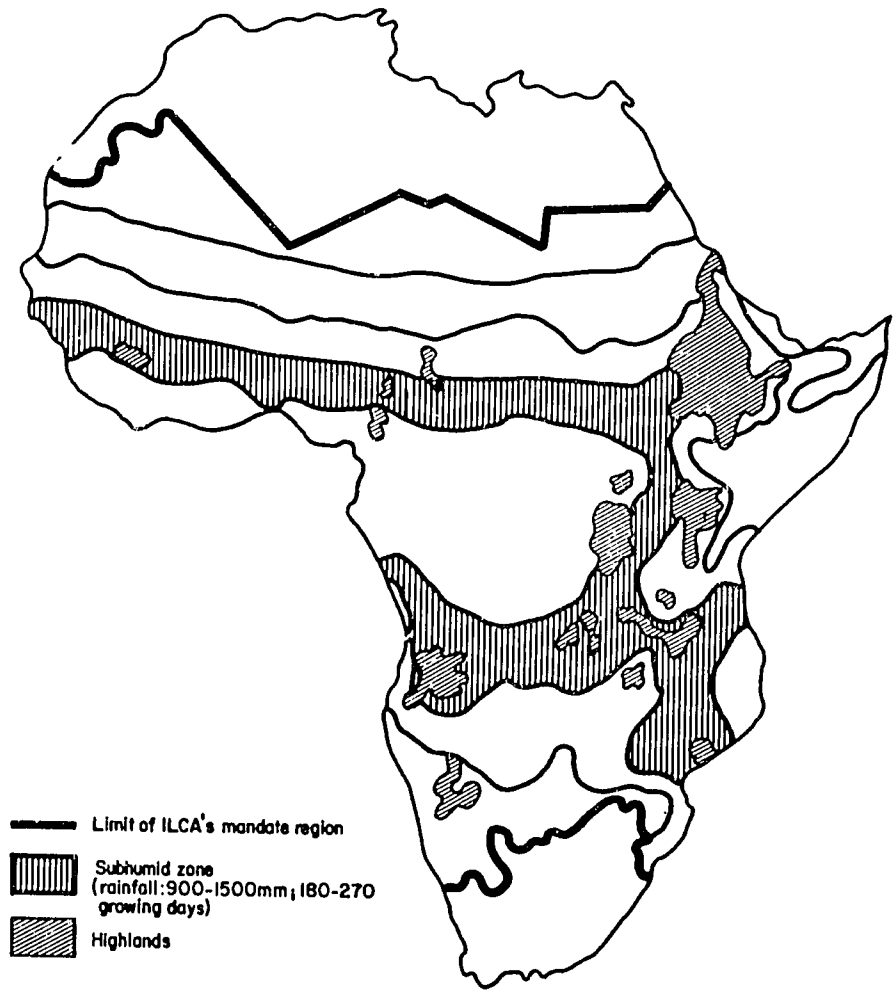 Limit of ILCA's mandate region
Subhumid zone
(rainfall: 900-1500mm; 180-270
growing days)
Highlands